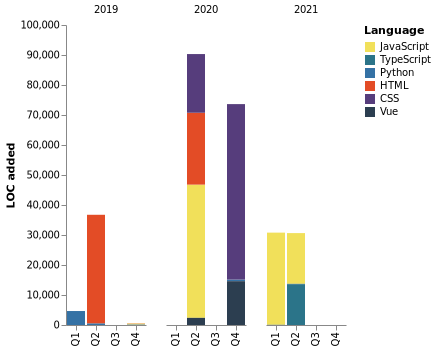 2019 2020 2021
Language
JavaScript
TypeScript
Python
HTML
CSS
Vue
LOC added
100,000
90,000
80,000
70,000
60,000
50,000
40,000
30,000
20,000
10,000
0
Q1 Q2 Q3 Q4 Q1 Q2 Q3 Q4 Q1 Q2 Q3 Q4